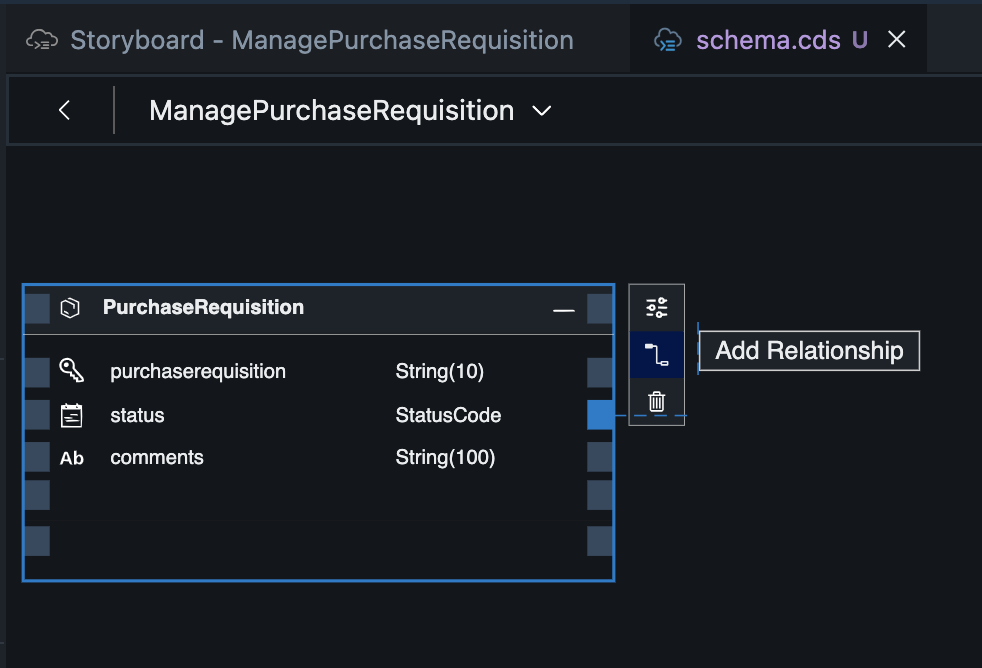 Storyboard - ManagePurchaseRequisition
schema.cds U
ManagePurchaseRequisition
PurchaseRequisition
purchaserequisition String(10)
Add Relationship
status StatusCode
Ab comments String(100)